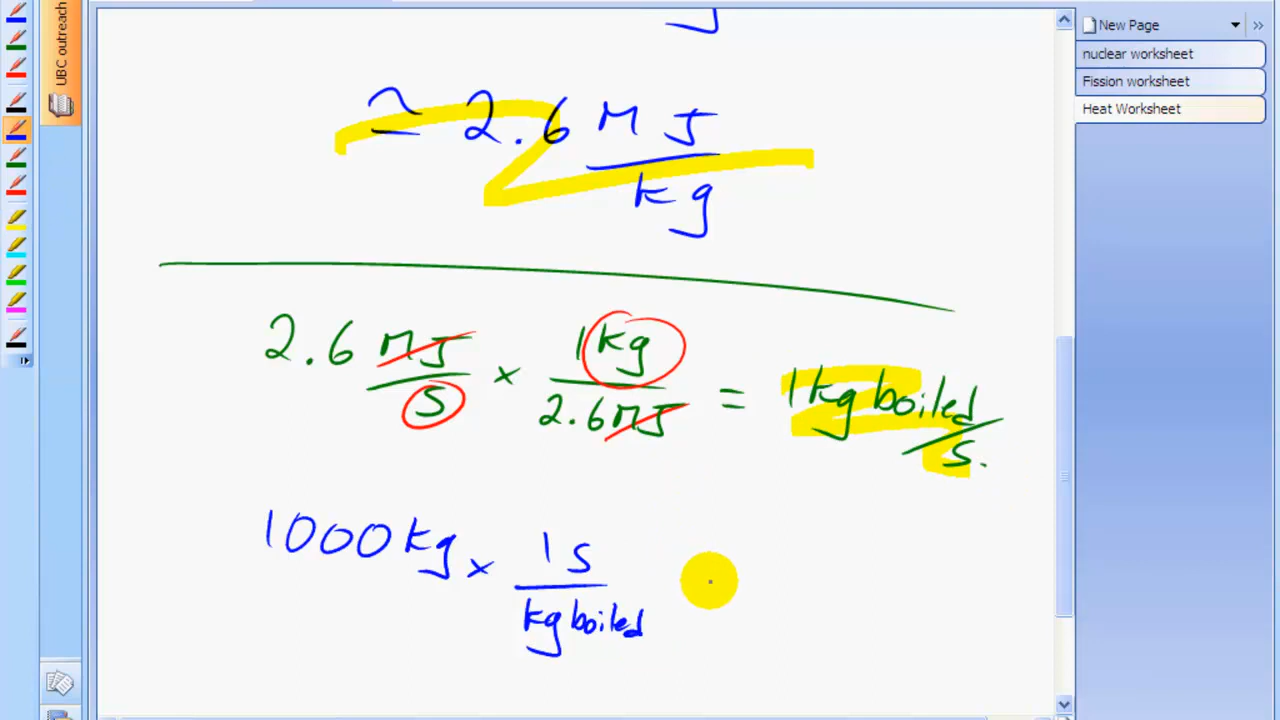 UBC outreach
New Page
nuclear worksheet
Fission worksheet
Heat Worksheet
≃ 2.6 MJ
kg
2.6 MJ/s × 1kg/2.6MJ = 1kg boiled/s.
1000kg × 1s/kg boiled